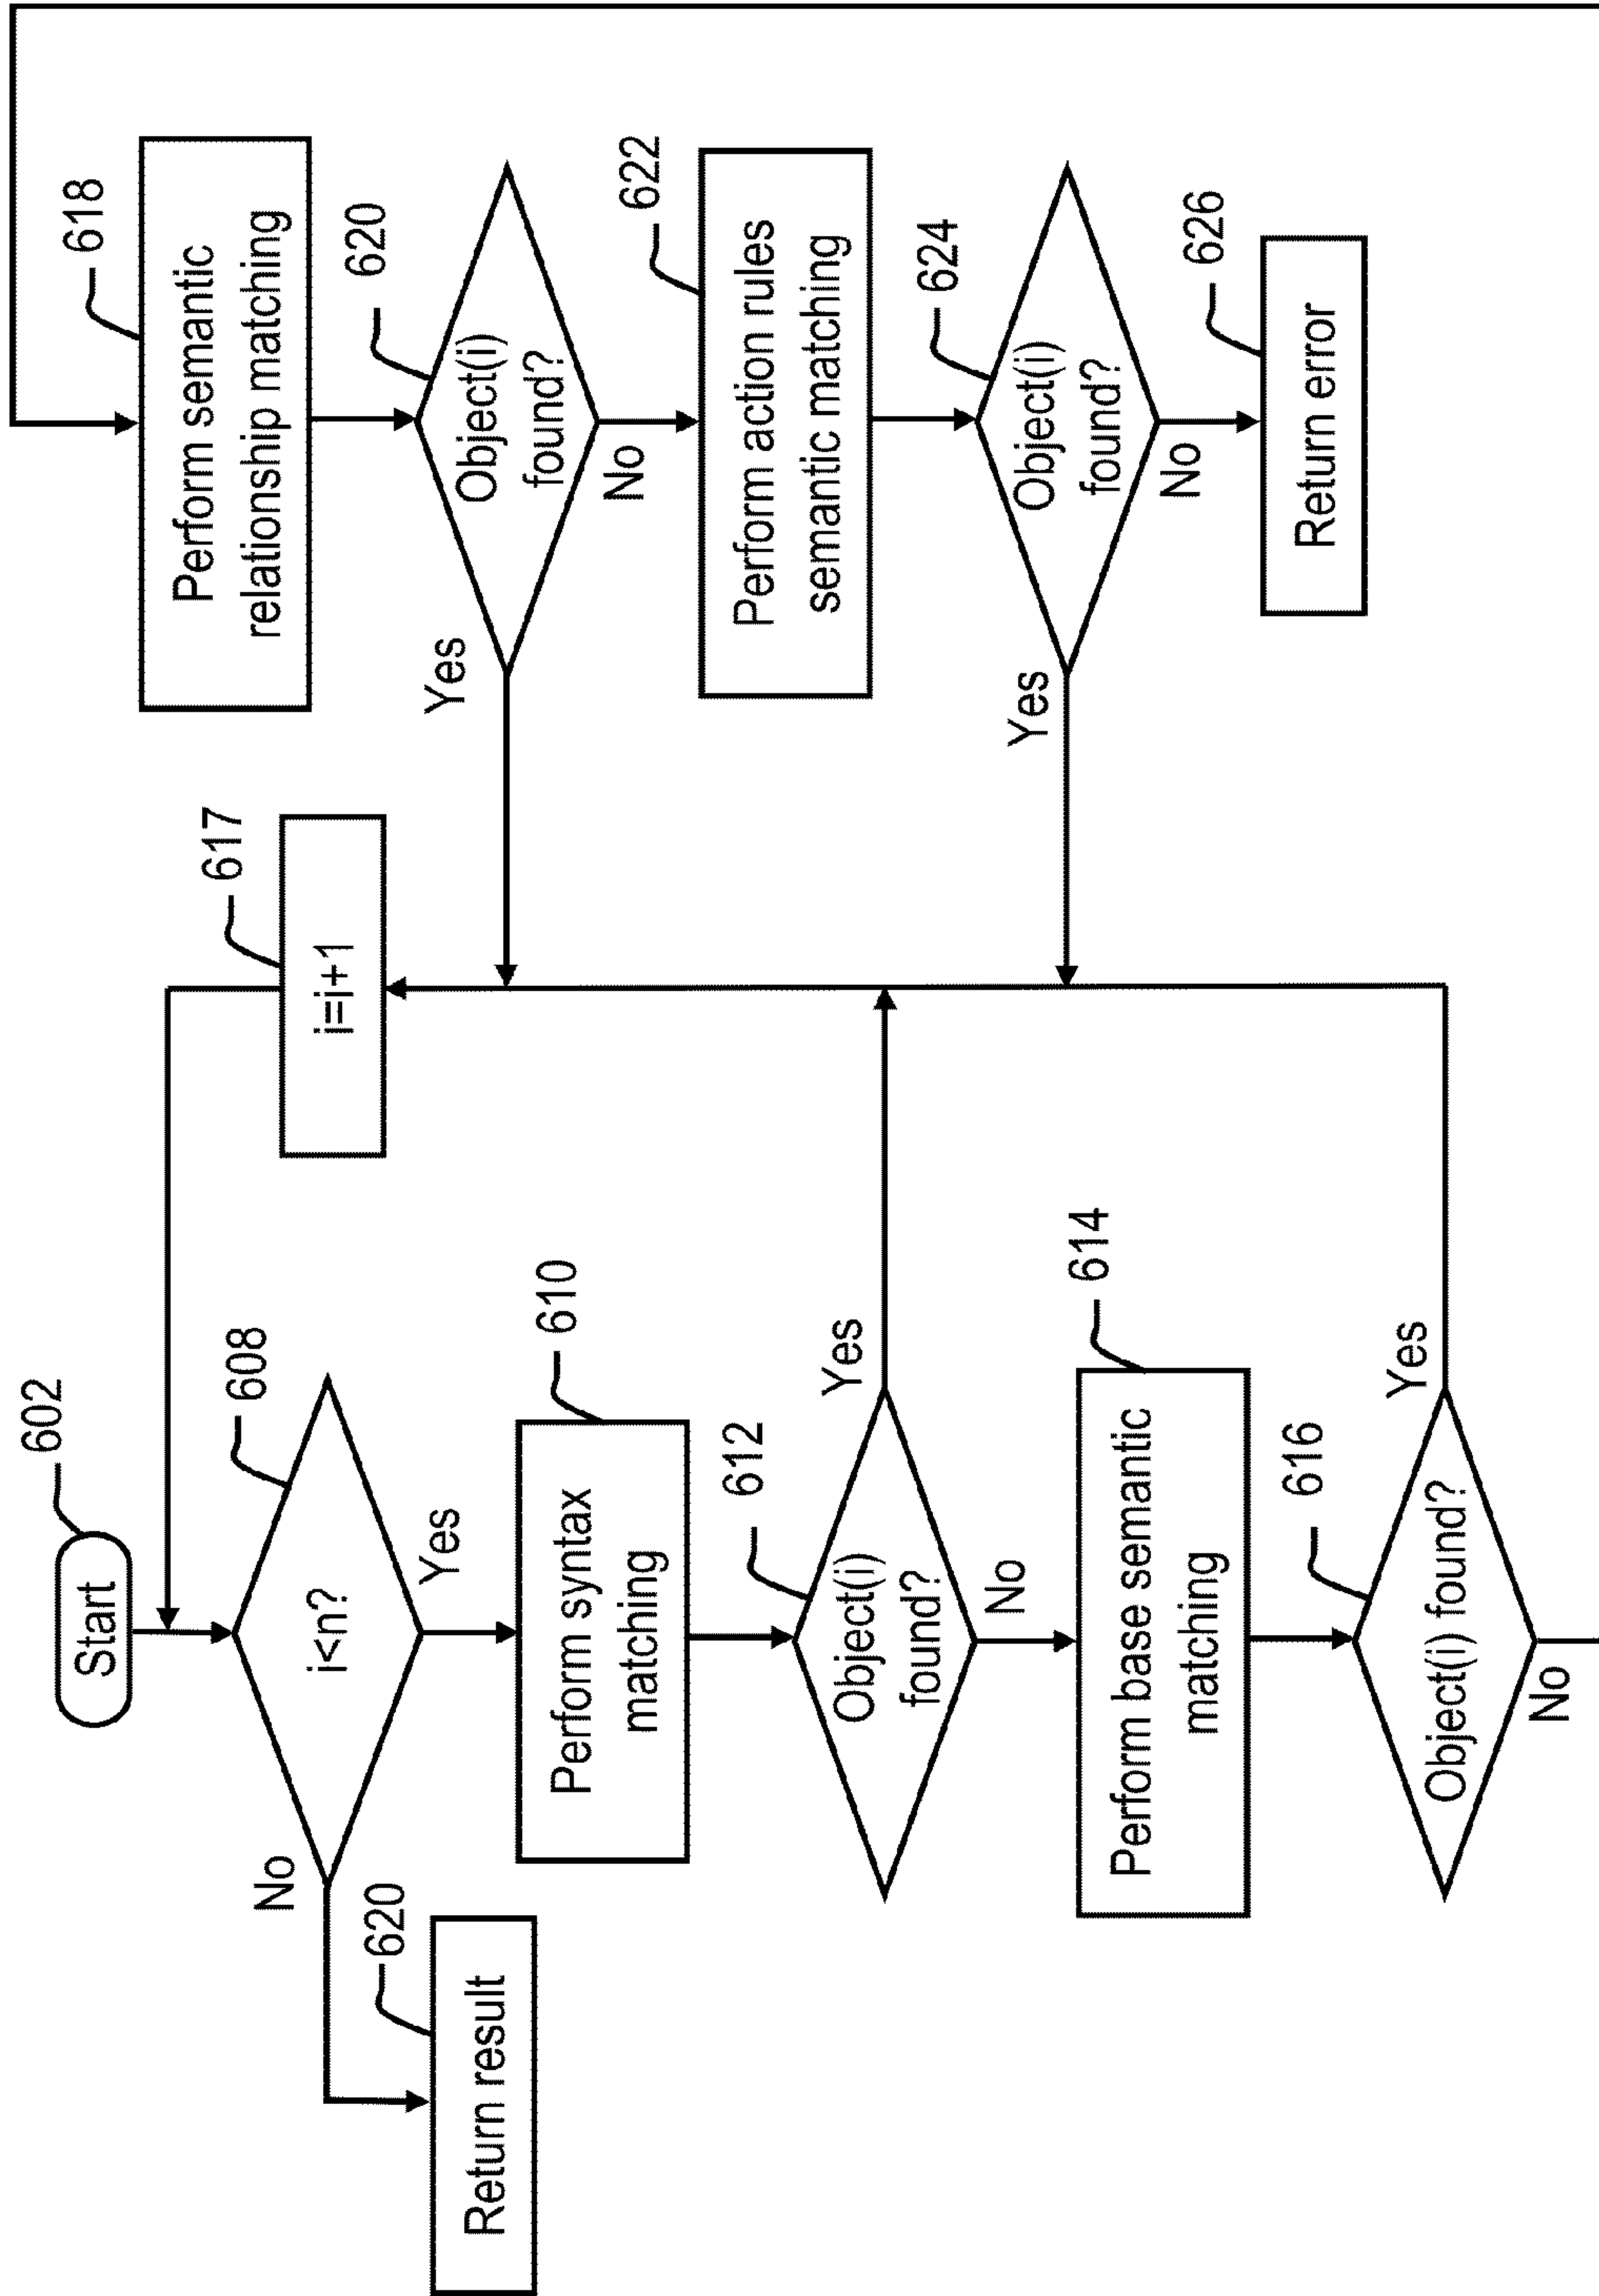 602
Start
608
i<n?
No
Yes
620
Return result
610
Perform syntax
matching
612
Object(i)
found?
Yes
No
614
Perform base semantic
matching
616
Object(i) found?
Yes
No
617
i=i+1
618
Perform semantic
relationship matching
620
Object(i)
found?
Yes
No
622
Perform action rules
semantic matching
624
Object(i)
found?
Yes
No
626
Return error